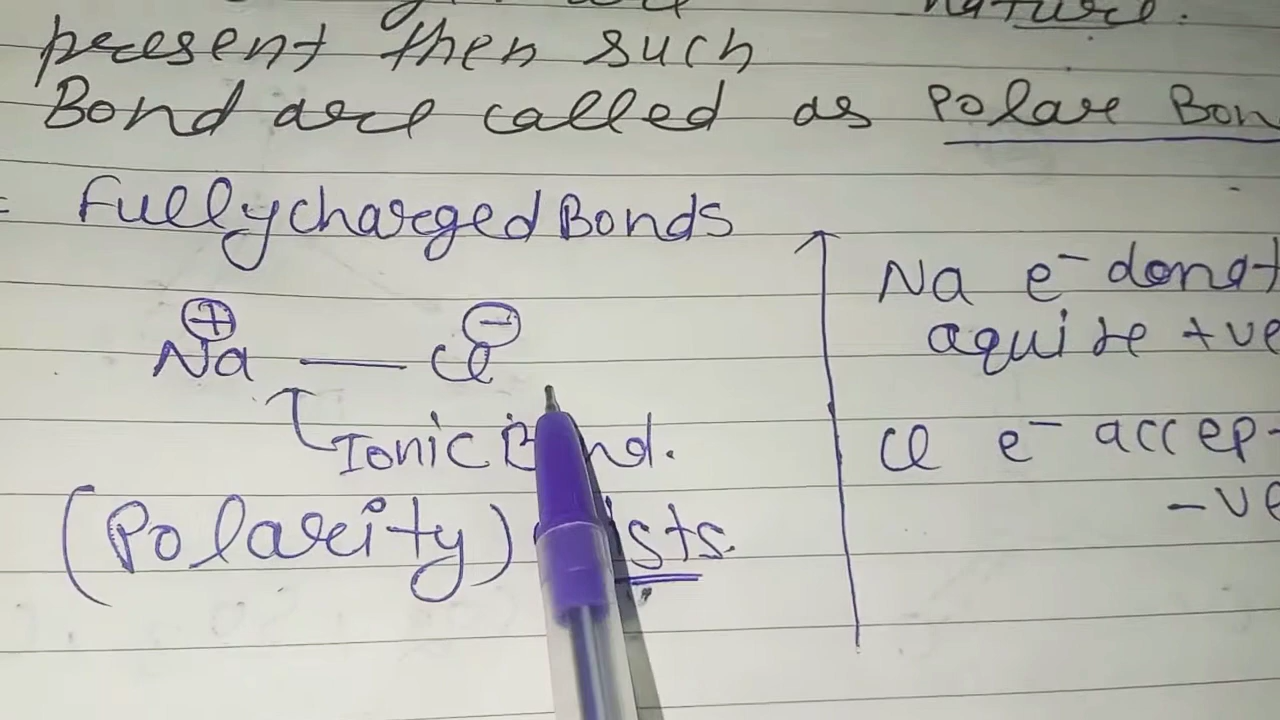 nature.
present then such
Bond are called as Polar Bon
= Fully charged Bonds
⊕ ⊖
Na — Cl
Ionic Bond.
(Polarity) exists.
Na e⁻ donat
aquire +ve
Cl e⁻ accep-
-ve